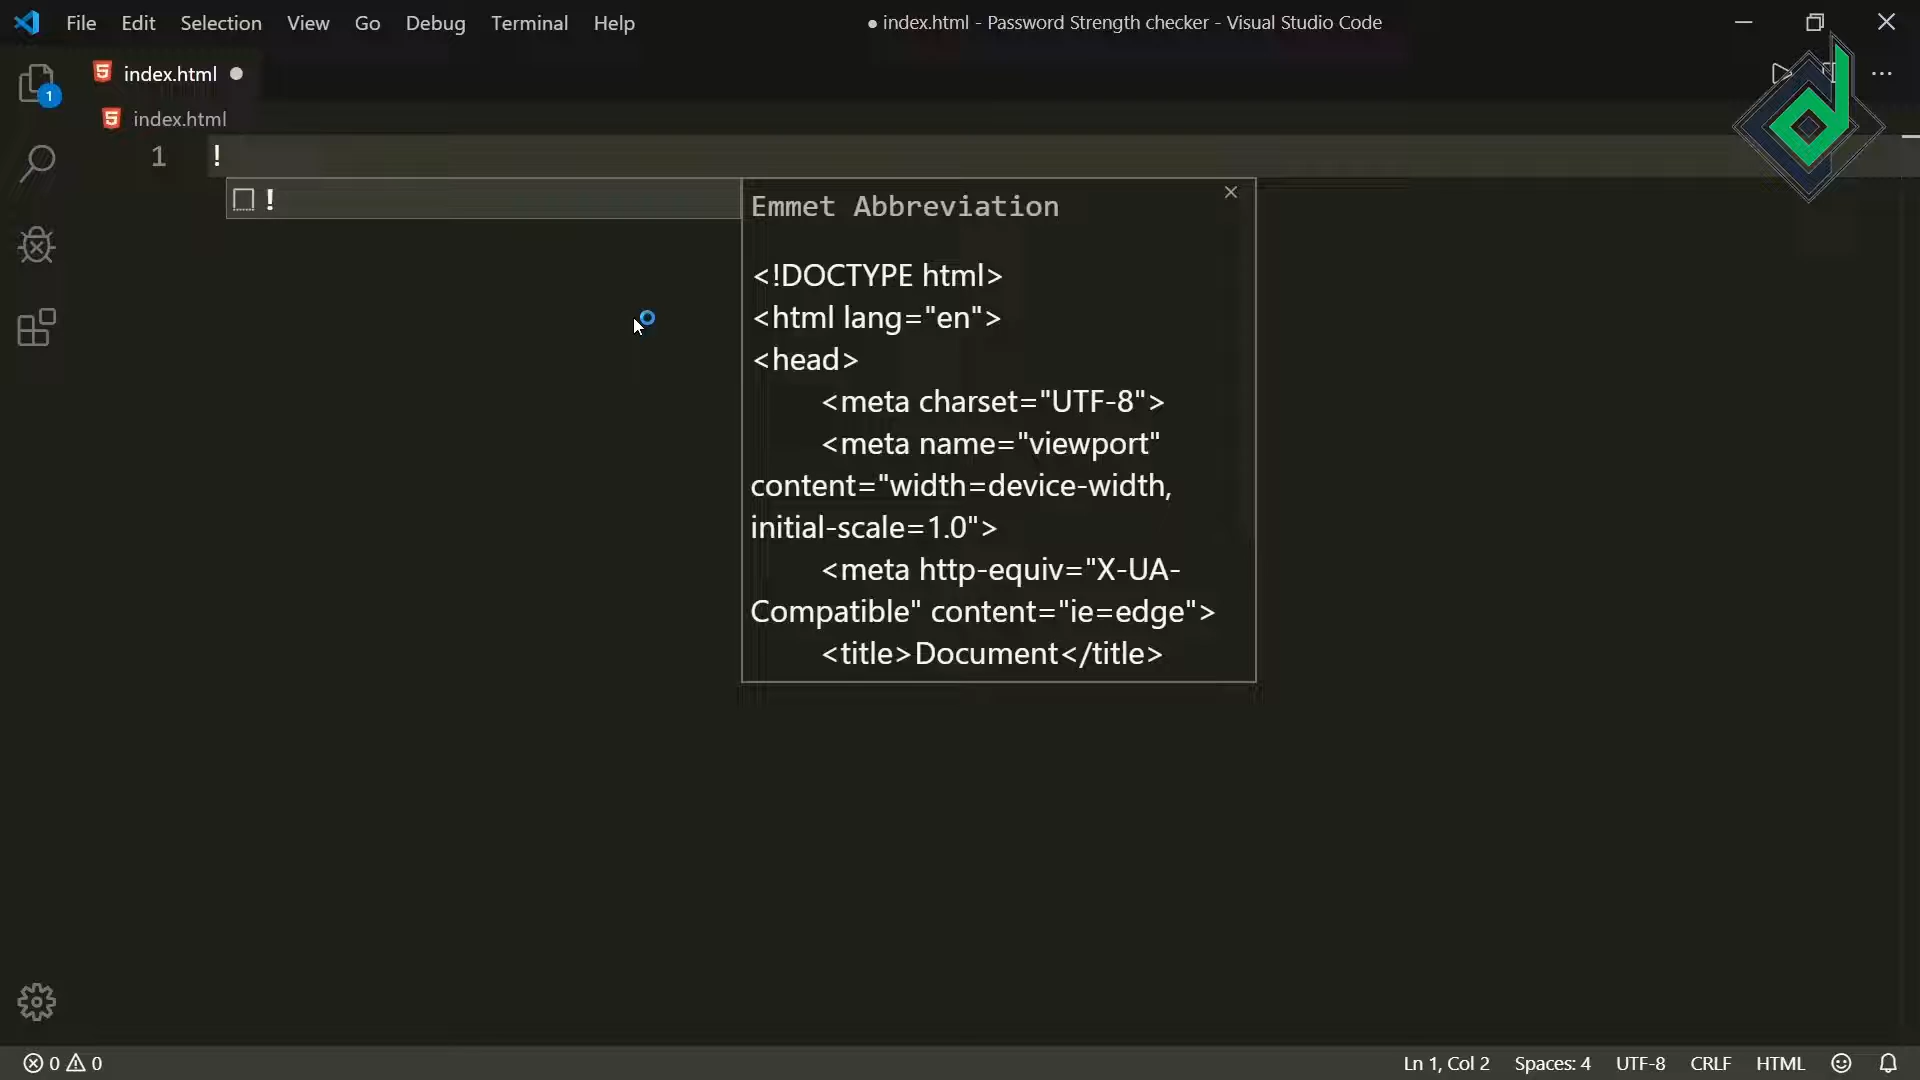 File Edit Selection View Go Debug Terminal Help
● index.html - Password Strength checker - Visual Studio Code
index.html
1
index.html
1 !
!
Emmet Abbreviation
<!DOCTYPE html>
<html lang="en">
<head>
<meta charset="UTF-8">
<meta name="viewport"
content="width=device-width,
initial-scale=1.0">
<meta http-equiv="X-UA-
Compatible" content="ie=edge">
<title>Document</title>
0 0
Ln 1, Col 2 Spaces: 4 UTF-8 CRLF HTML